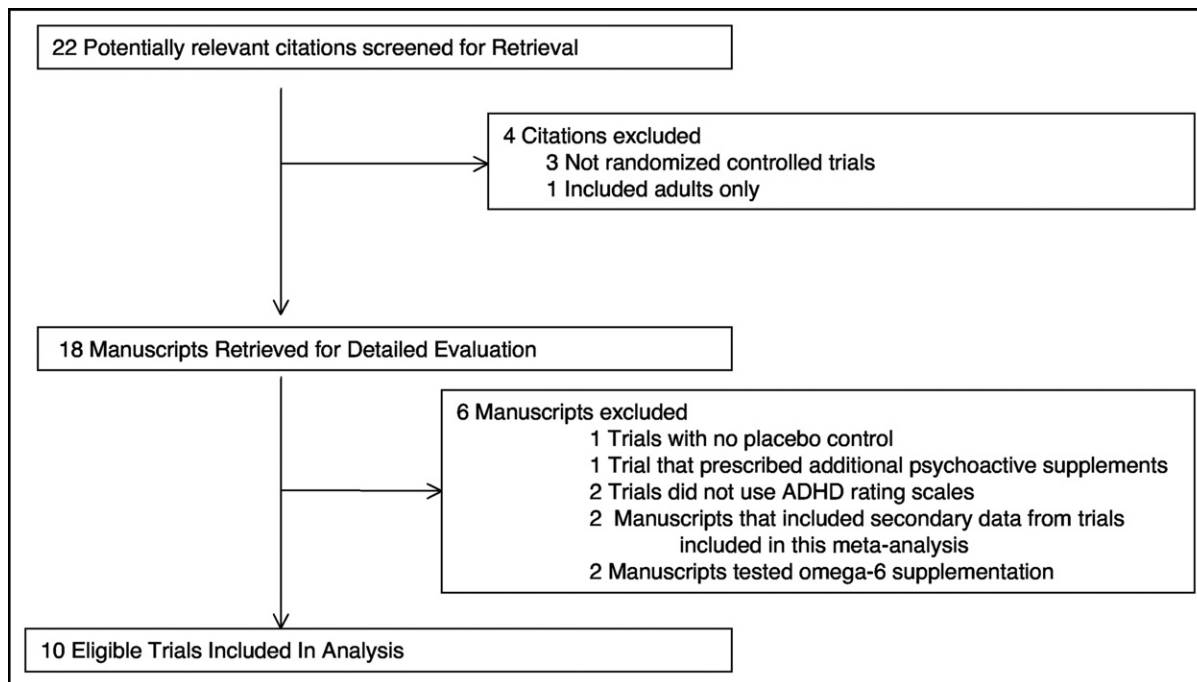 22 Potentially relevant citations screened for Retrieval
4 Citations excluded
3 Not randomized controlled trials
1 Included adults only
18 Manuscripts Retrieved for Detailed Evaluation
6 Manuscripts excluded
1 Trials with no placebo control
1 Trial that prescribed additional psychoactive supplements
2 Trials did not use ADHD rating scales
2 Manuscripts that included secondary data from trials
included in this meta-analysis
2 Manuscripts tested omega-6 supplementation
10 Eligible Trials Included In Analysis